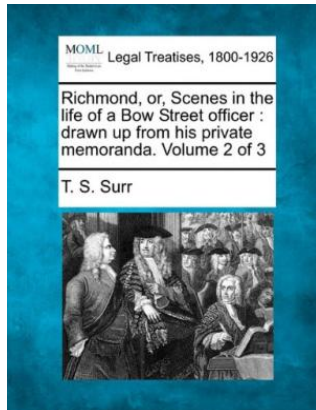 MOML Legal Treatises, 1800-1926
Richmond, or, Scenes in the
life of a Bow Street officer :
drawn up from his private
memoranda. Volume 2 of 3
T. S. Surr